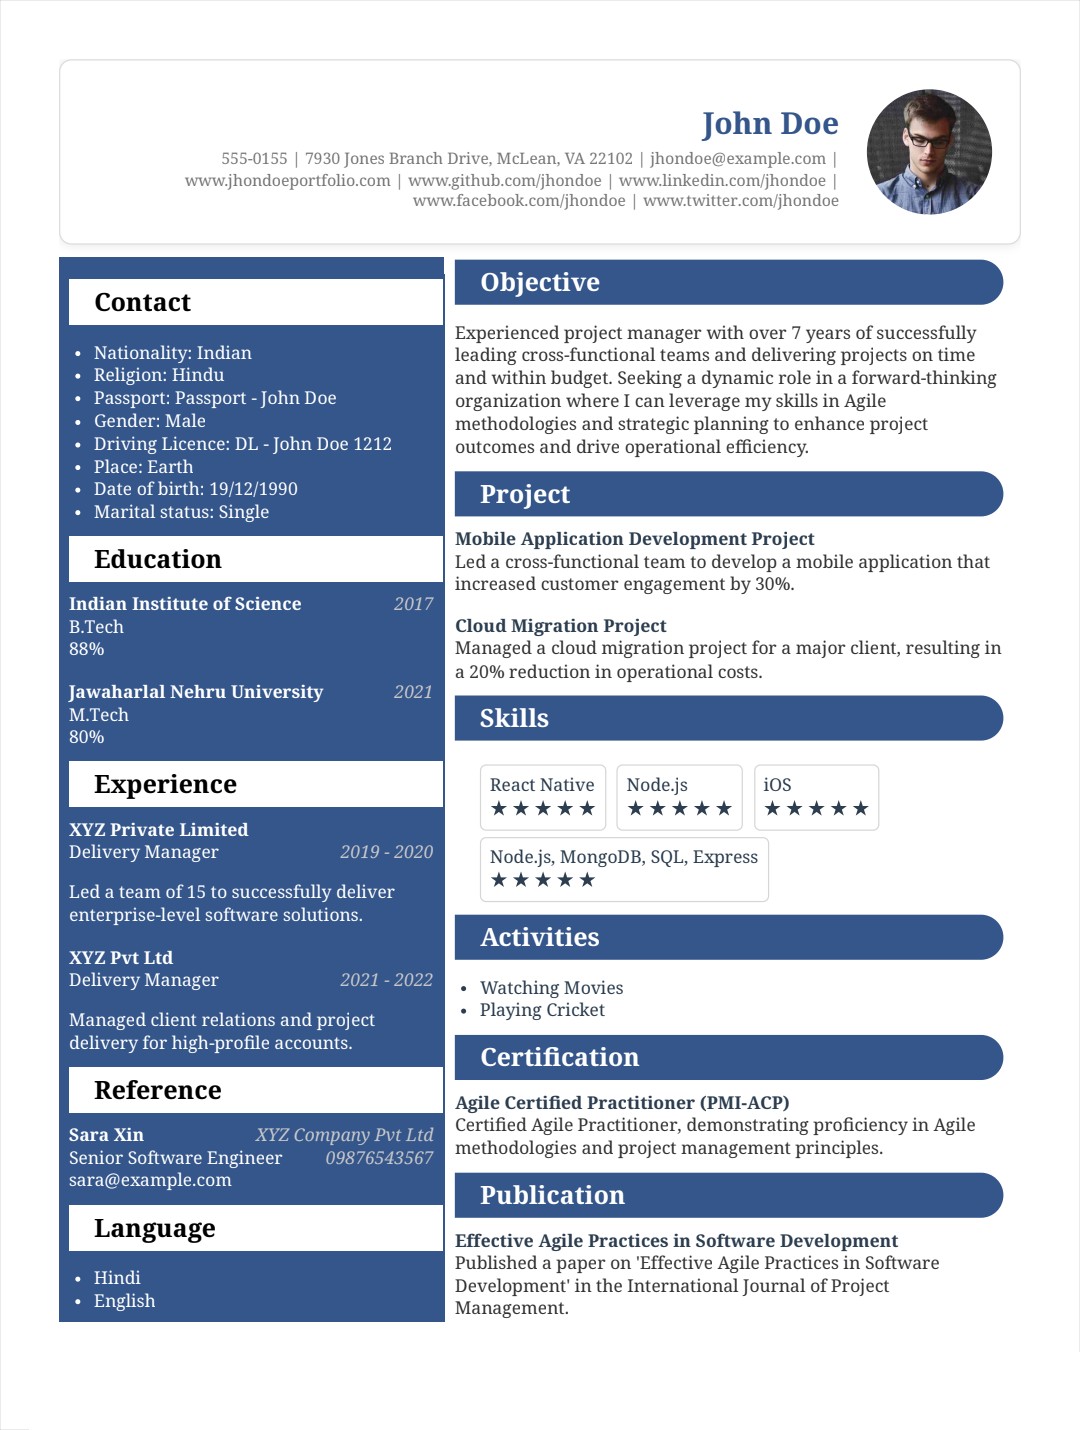 John Doe
555-0155 | 7930 Jones Branch Drive, McLean, VA 22102 | jhondoe@example.com |
www.jhondoeportfolio.com | www.github.com/jhondoe | www.linkedin.com/jhondoe |
www.facebook.com/jhondoe | www.twitter.com/jhondoe
Contact
• Nationality: Indian
• Religion: Hindu
• Passport: Passport - John Doe
• Gender: Male
• Driving Licence: DL - John Doe 1212
• Place: Earth
• Date of birth: 19/12/1990
• Marital status: Single
Education
Indian Institute of Science 2017
B.Tech
88%
Jawaharlal Nehru University 2021
M.Tech
80%
Experience
XYZ Private Limited
Delivery Manager 2019 - 2020
Led a team of 15 to successfully deliver
enterprise-level software solutions.
XYZ Pvt Ltd
Delivery Manager 2021 - 2022
Managed client relations and project
delivery for high-profile accounts.
Reference
Sara Xin XYZ Company Pvt Ltd
Senior Software Engineer 09876543567
sara@example.com
Language
• Hindi
• English
Objective
Experienced project manager with over 7 years of successfully
leading cross-functional teams and delivering projects on time
and within budget. Seeking a dynamic role in a forward-thinking
organization where I can leverage my skills in Agile
methodologies and strategic planning to enhance project
outcomes and drive operational efficiency.
Project
Mobile Application Development Project
Led a cross-functional team to develop a mobile application that
increased customer engagement by 30%.
Cloud Migration Project
Managed a cloud migration project for a major client, resulting in
a 20% reduction in operational costs.
Skills
React Native
★★★★★
Node.js
★★★★★
iOS
★★★★★
Node.js, MongoDB, SQL, Express
★★★★★
Activities
• Watching Movies
• Playing Cricket
Certification
Agile Certified Practitioner (PMI-ACP)
Certified Agile Practitioner, demonstrating proficiency in Agile
methodologies and project management principles.
Publication
Effective Agile Practices in Software Development
Published a paper on 'Effective Agile Practices in Software
Development' in the International Journal of Project
Management.